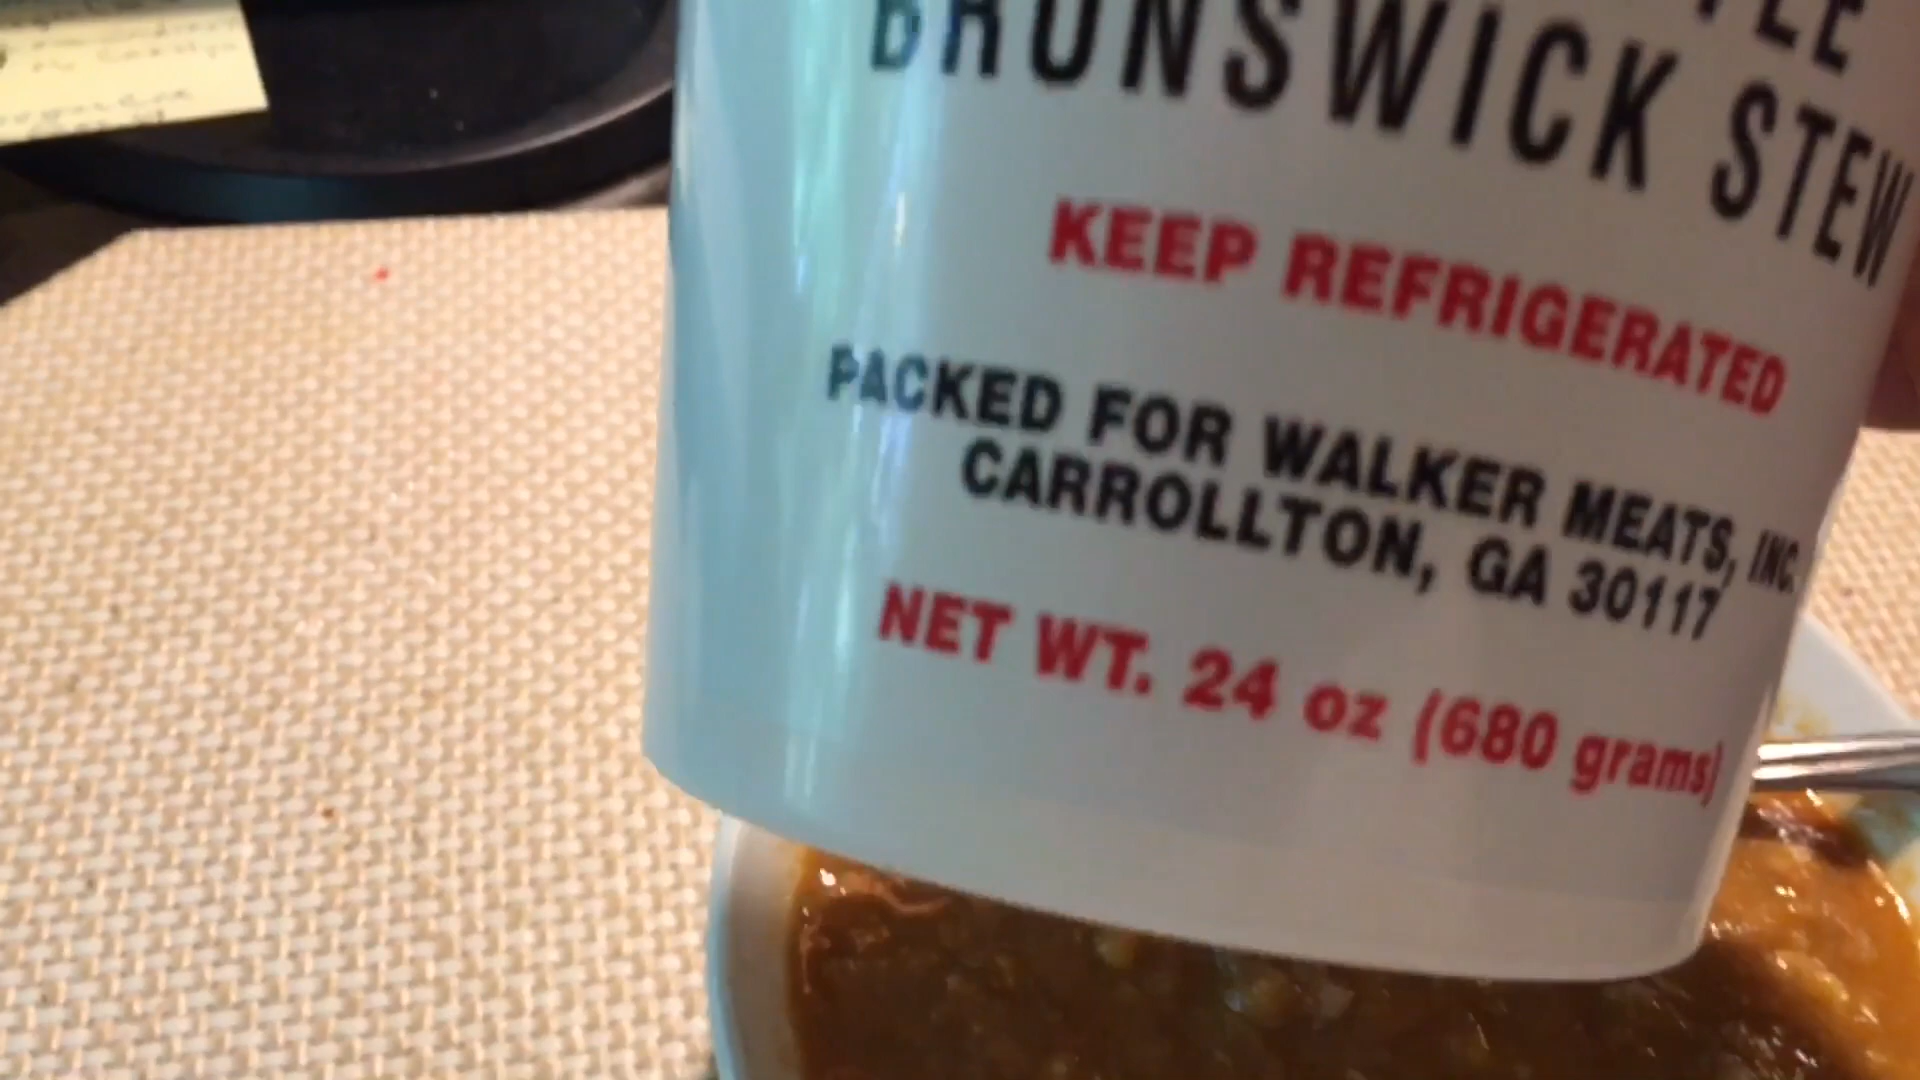 BRUNSWICK STEW
KEEP REFRIGERATED
PACKED FOR WALKER MEATS, INC.
CARROLLTON, GA 30117
NET WT. 24 oz (680 grams)